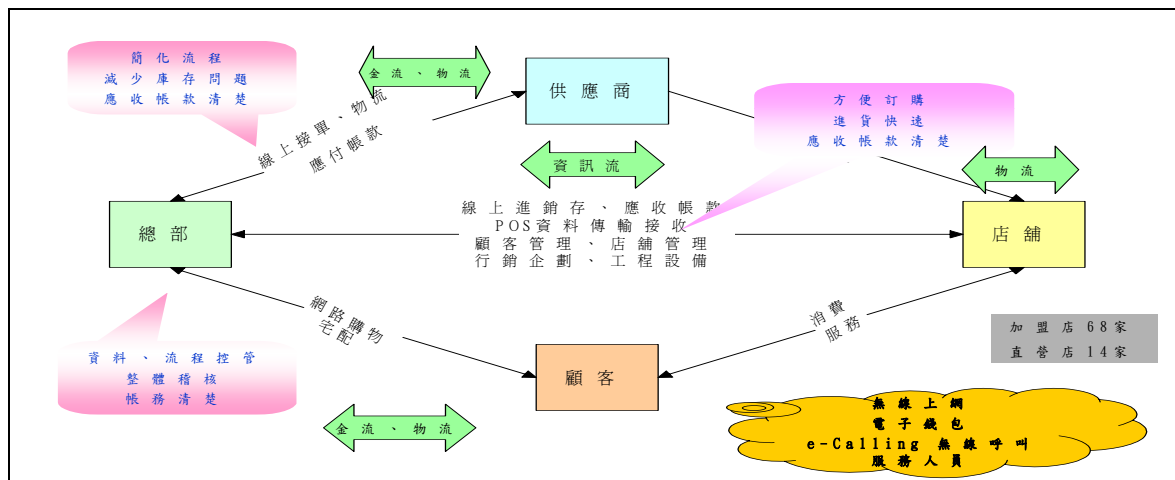 簡化流程
減少庫存問題
應收帳款清楚
金流、物流
供應商
方便訂購
進貨快速
應收帳款清楚
線上接單、物流
應付帳款
資訊流
物流
線上進銷存、應收帳款
POS資料傳輸接收
顧客管理、店舖管理
行銷企劃、工程設備
總部
店舖
網路購物
宅配
消費
服務
加盟店68家
直營店14家
資料、流程控管
整體稽核
帳務清楚
顧客
金流、物流
無線上網
電子錢包
e-Calling 無線呼叫
服務人員